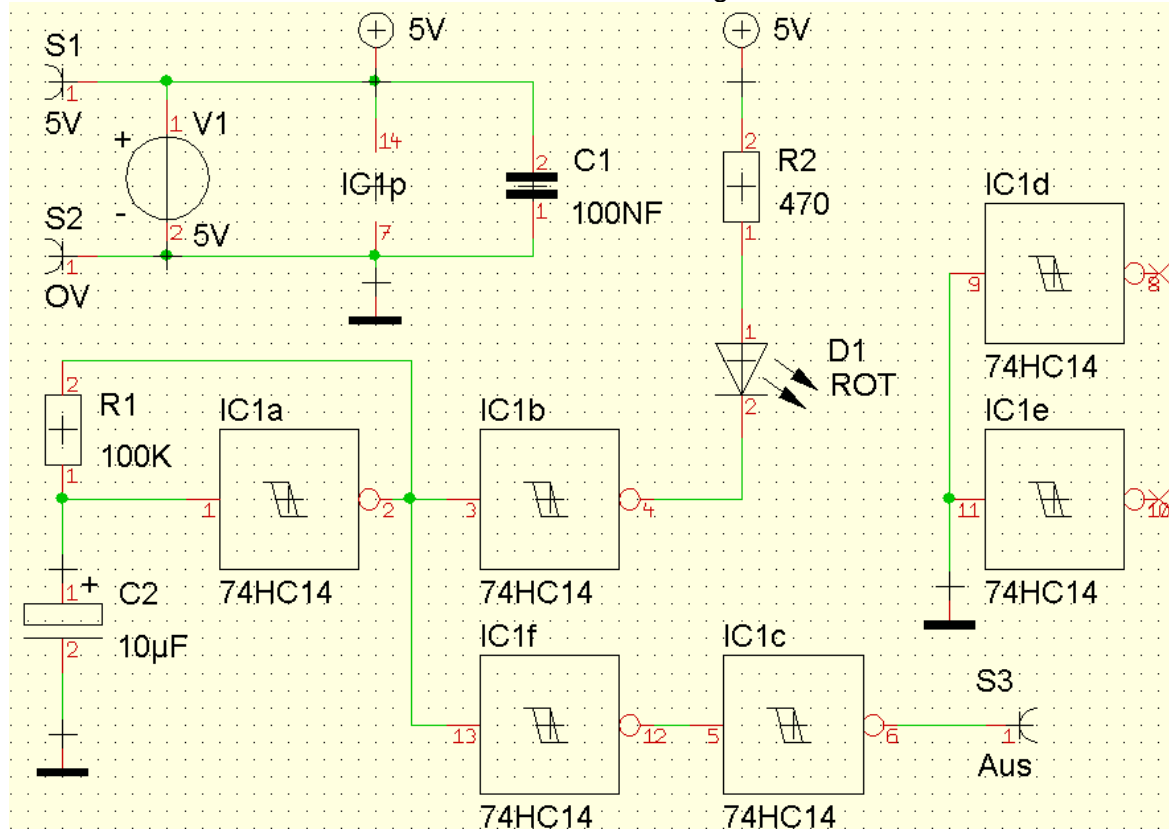 5V
5V
S1
1
5V
+
1
V1
14
2
C1
2
R2
IC1p
1
100NF
470
IC1d
S2
-
2
5V
7
1
1
OV
9
8
1
D1
ROT
74HC14
2
R1
IC1a
IC1b
2
IC1e
100K
1
1
2
3
4
11
10
1
+
C2
74HC14
74HC14
74HC14
10µF
2
IC1f
IC1c
S3
13
12
5
6
1
Aus
74HC14
74HC14